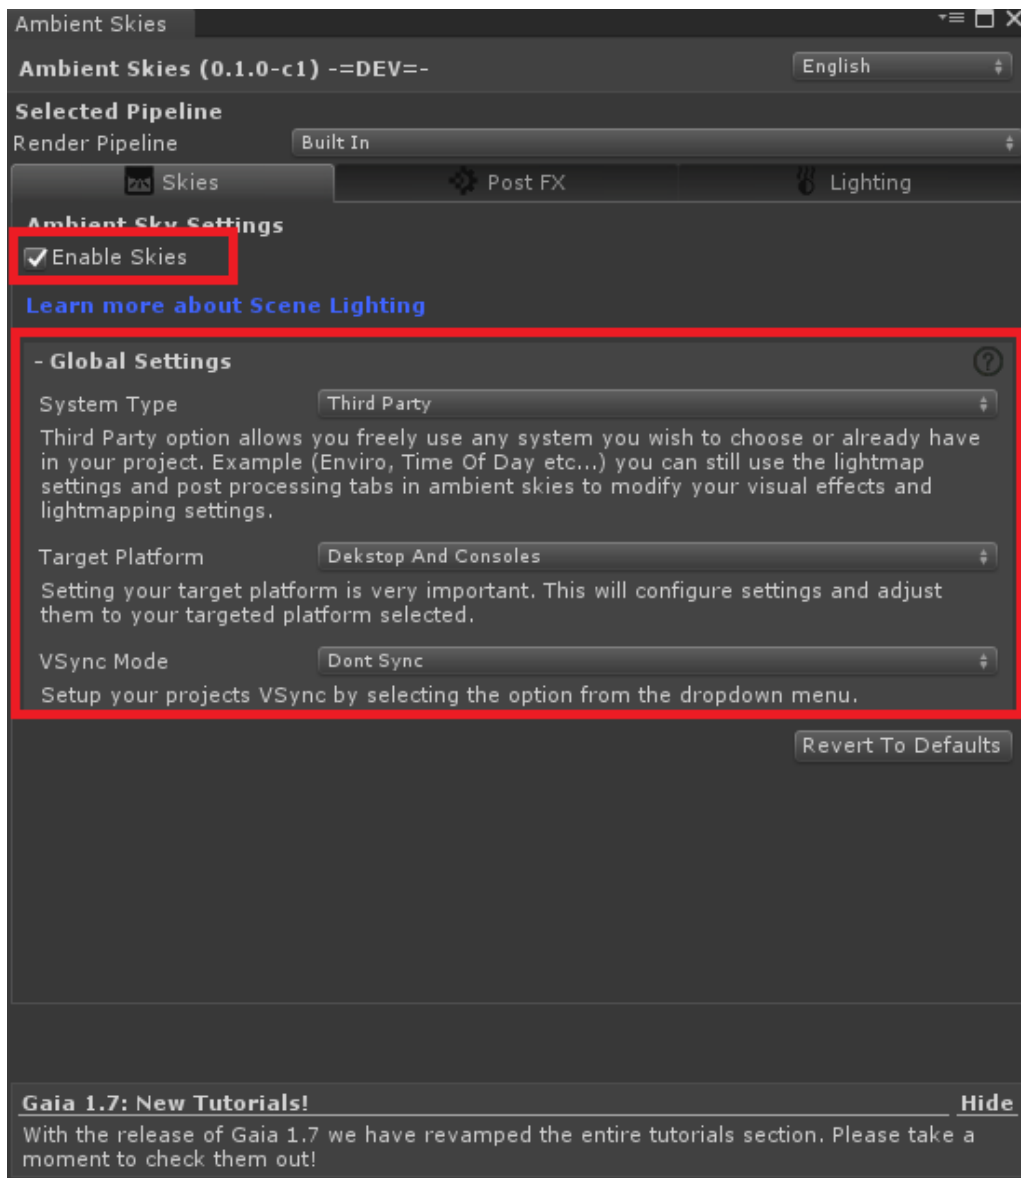 Ambient Skies
Ambient Skies (0.1.0-c1) -=DEV=-
English
Selected Pipeline
Render Pipeline
Built In
Skies
Post FX
Lighting
Ambient Sky Settings
Enable Skies
Learn more about Scene Lighting
- Global Settings
?
System Type
Third Party
Third Party option allows you freely use any system you wish to choose or already have
in your project. Example (Enviro, Time Of Day etc...) you can still use the lightmap
settings and post processing tabs in ambient skies to modify your visual effects and
lightmapping settings.
Target Platform
Dekstop And Consoles
Setting your target platform is very important. This will configure settings and adjust
them to your targeted platform selected.
VSync Mode
Dont Sync
Setup your projects VSync by selecting the option from the dropdown menu.
Revert To Defaults
Gaia 1.7: New Tutorials!
Hide
With the release of Gaia 1.7 we have revamped the entire tutorials section. Please take a
moment to check them out!